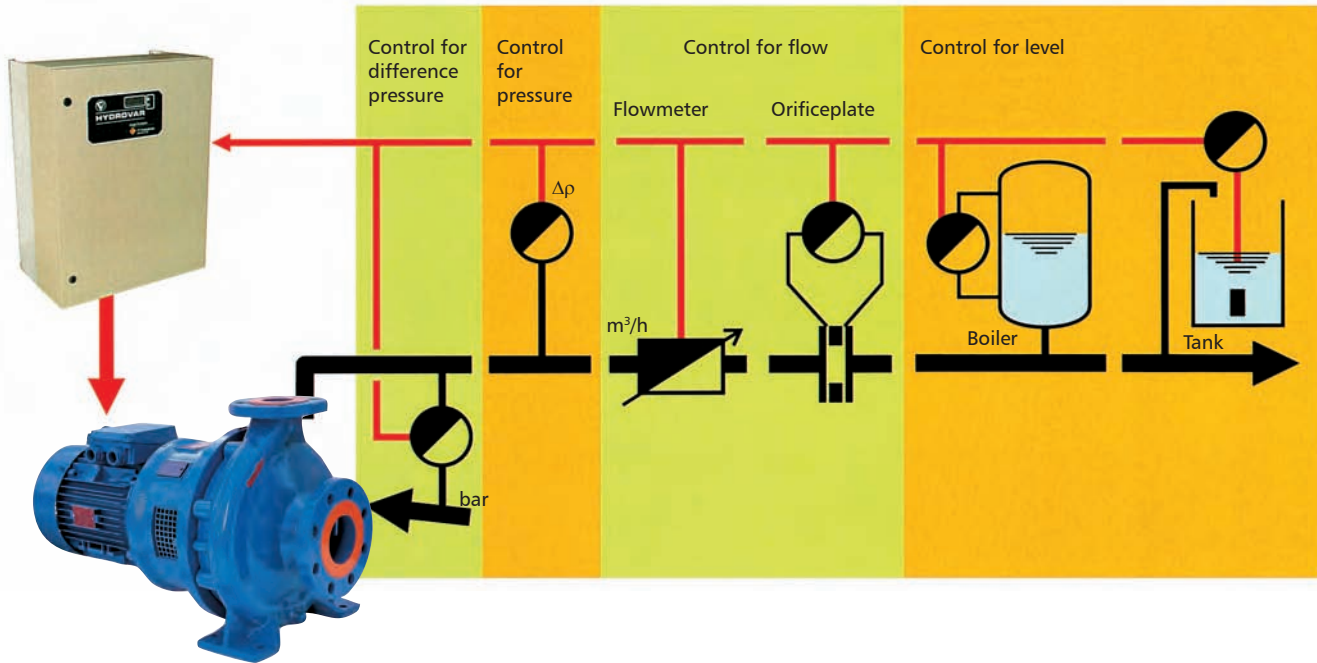 Control for
difference
pressure
Control
for
pressure
Control for flow
Control for level
Flowmeter
Orificeplate
HYDROVAR
Δρ
m³/h
Boiler
Tank
bar